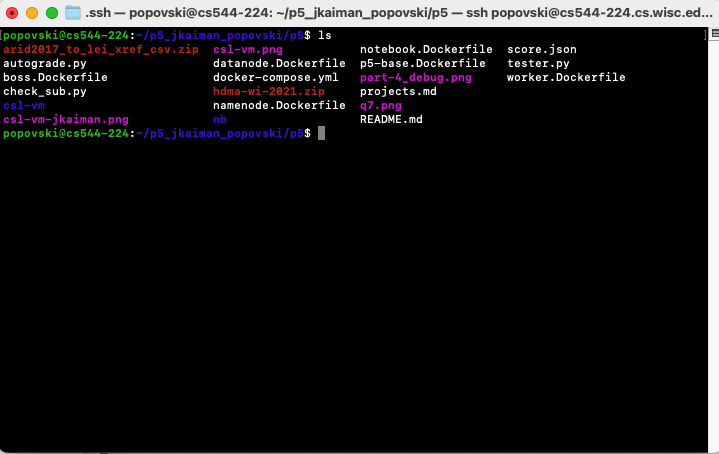 .ssh — popovski@cs544-224: ~/p5_jkaiman_popovski/p5 — ssh popovski@cs544-224.cs.wisc.ed...
[popovski@cs544-224:~/p5_jkaiman_popovski/p5$ ls ]
arid2017_to_lei_xref_csv.zip csl-vm.png notebook.Dockerfile score.json
autograde.py datanode.Dockerfile p5-base.Dockerfile tester.py
boss.Dockerfile docker-compose.yml part-4_debug.png worker.Dockerfile
check_sub.py hdma-wi-2021.zip projects.md
csl-vm namenode.Dockerfile q7.png
csl-vm-jkaiman.png nb README.md
popovski@cs544-224:~/p5_jkaiman_popovski/p5$